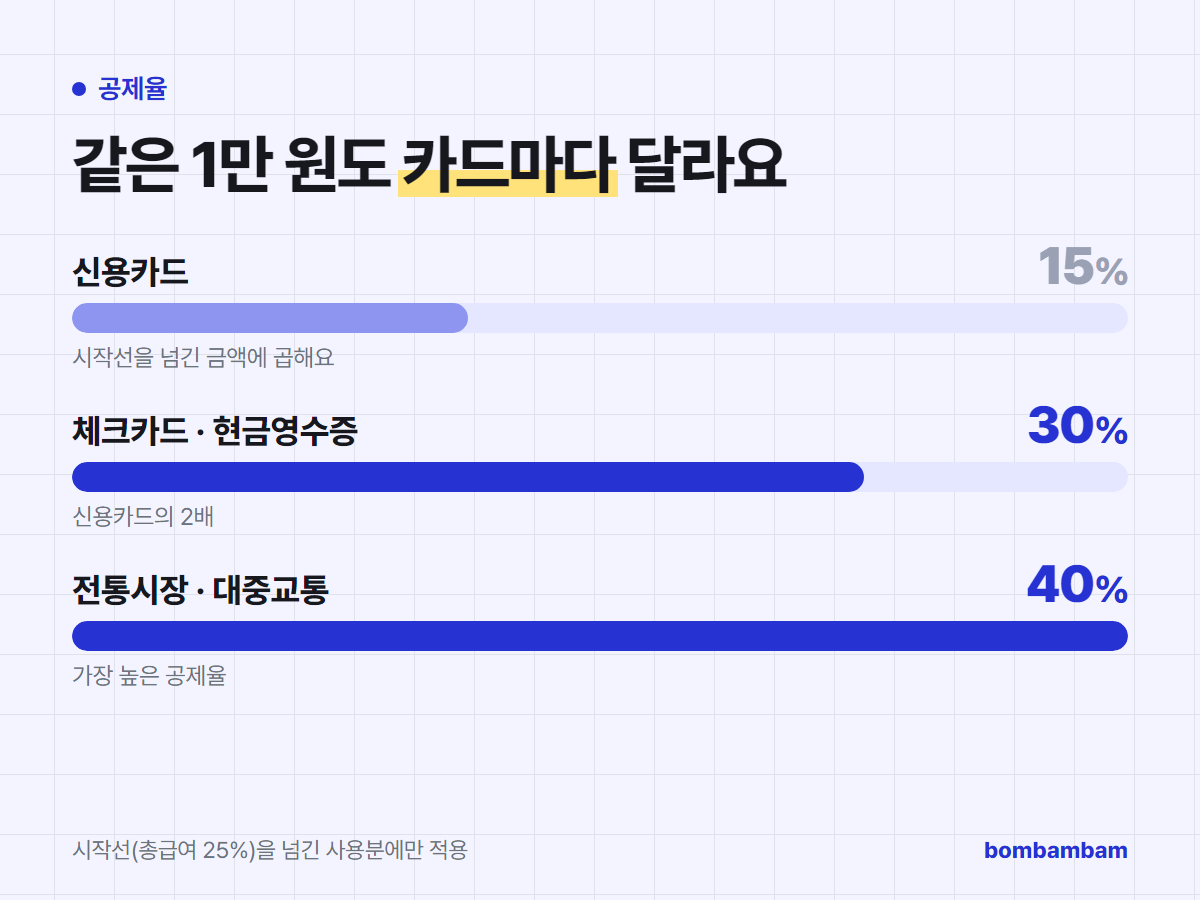 공제율
같은 1만 원도 카드마다 달라요
신용카드 15%
시작선을 넘긴 금액에 곱해요
체크카드 · 현금영수증 30%
신용카드의 2배
전통시장 · 대중교통 40%
가장 높은 공제율
시작선(총급여 25%)을 넘긴 사용분에만 적용 bombambam